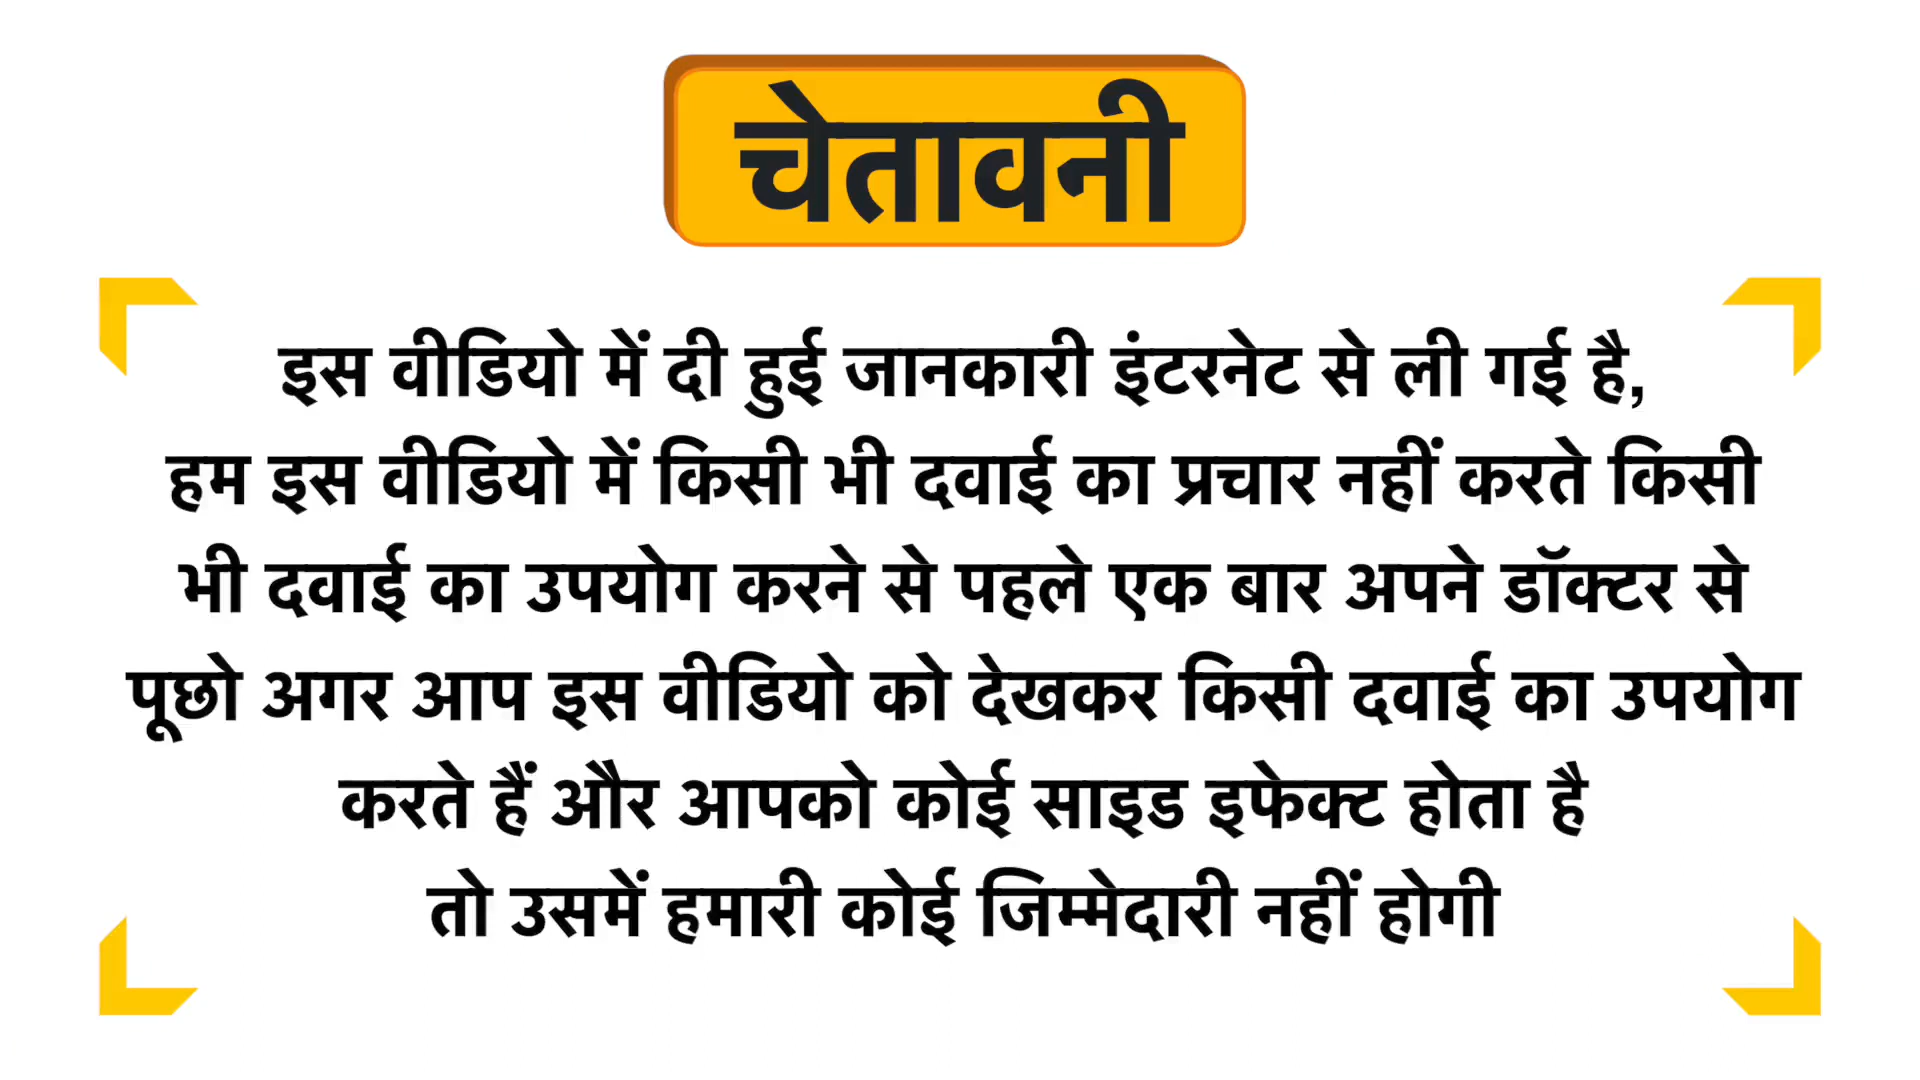 चेतावनी
इस वीडियो में दी हुई जानकारी इंटरनेट से ली गई है,
हम इस वीडियो में किसी भी दवाई का प्रचार नहीं करते किसी
भी दवाई का उपयोग करने से पहले एक बार अपने डॉक्टर से
पूछो अगर आप इस वीडियो को देखकर किसी दवाई का उपयोग
करते हैं और आपको कोई साइड इफेक्ट होता है
तो उसमें हमारी कोई जिम्मेदारी नहीं होगी